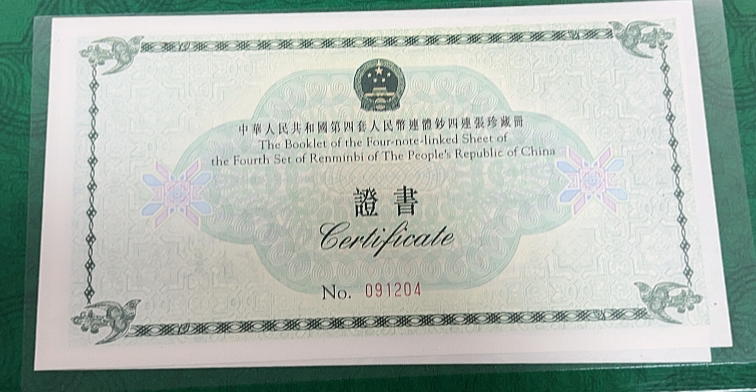 中華人民共和國第四套人民幣連體鈔四連張珍藏冊
The Booklet of the Four-note-linked Sheet of
the Fourth Set of Renminbi of The People's Republic of China
證書
Certificate
No. 091204